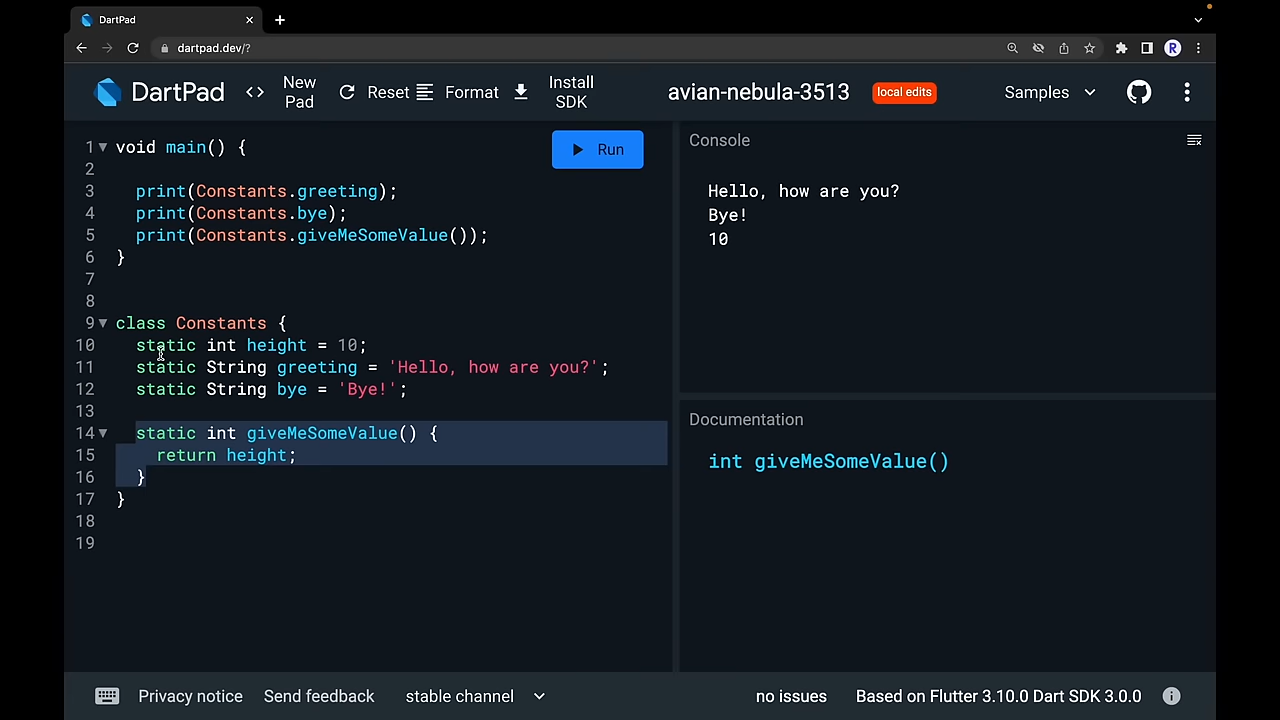 DartPad
dartpad.dev/?
R
DartPad
New Pad
Reset
Format
Install SDK
avian-nebula-3513
local edits
Samples
1 void main() {
2
3 print(Constants.greeting);
4 print(Constants.bye);
5 print(Constants.giveMeSomeValue());
6 }
7
8
9 class Constants {
10 static int height = 10;
11 static String greeting = 'Hello, how are you?';
12 static String bye = 'Bye!';
13
14 static int giveMeSomeValue() {
15 return height;
16 }
17 }
18
19
Run
Console
Hello, how are you?
Bye!
10
Documentation
int giveMeSomeValue()
Privacy notice
Send feedback
stable channel
no issues
Based on Flutter 3.10.0 Dart SDK 3.0.0